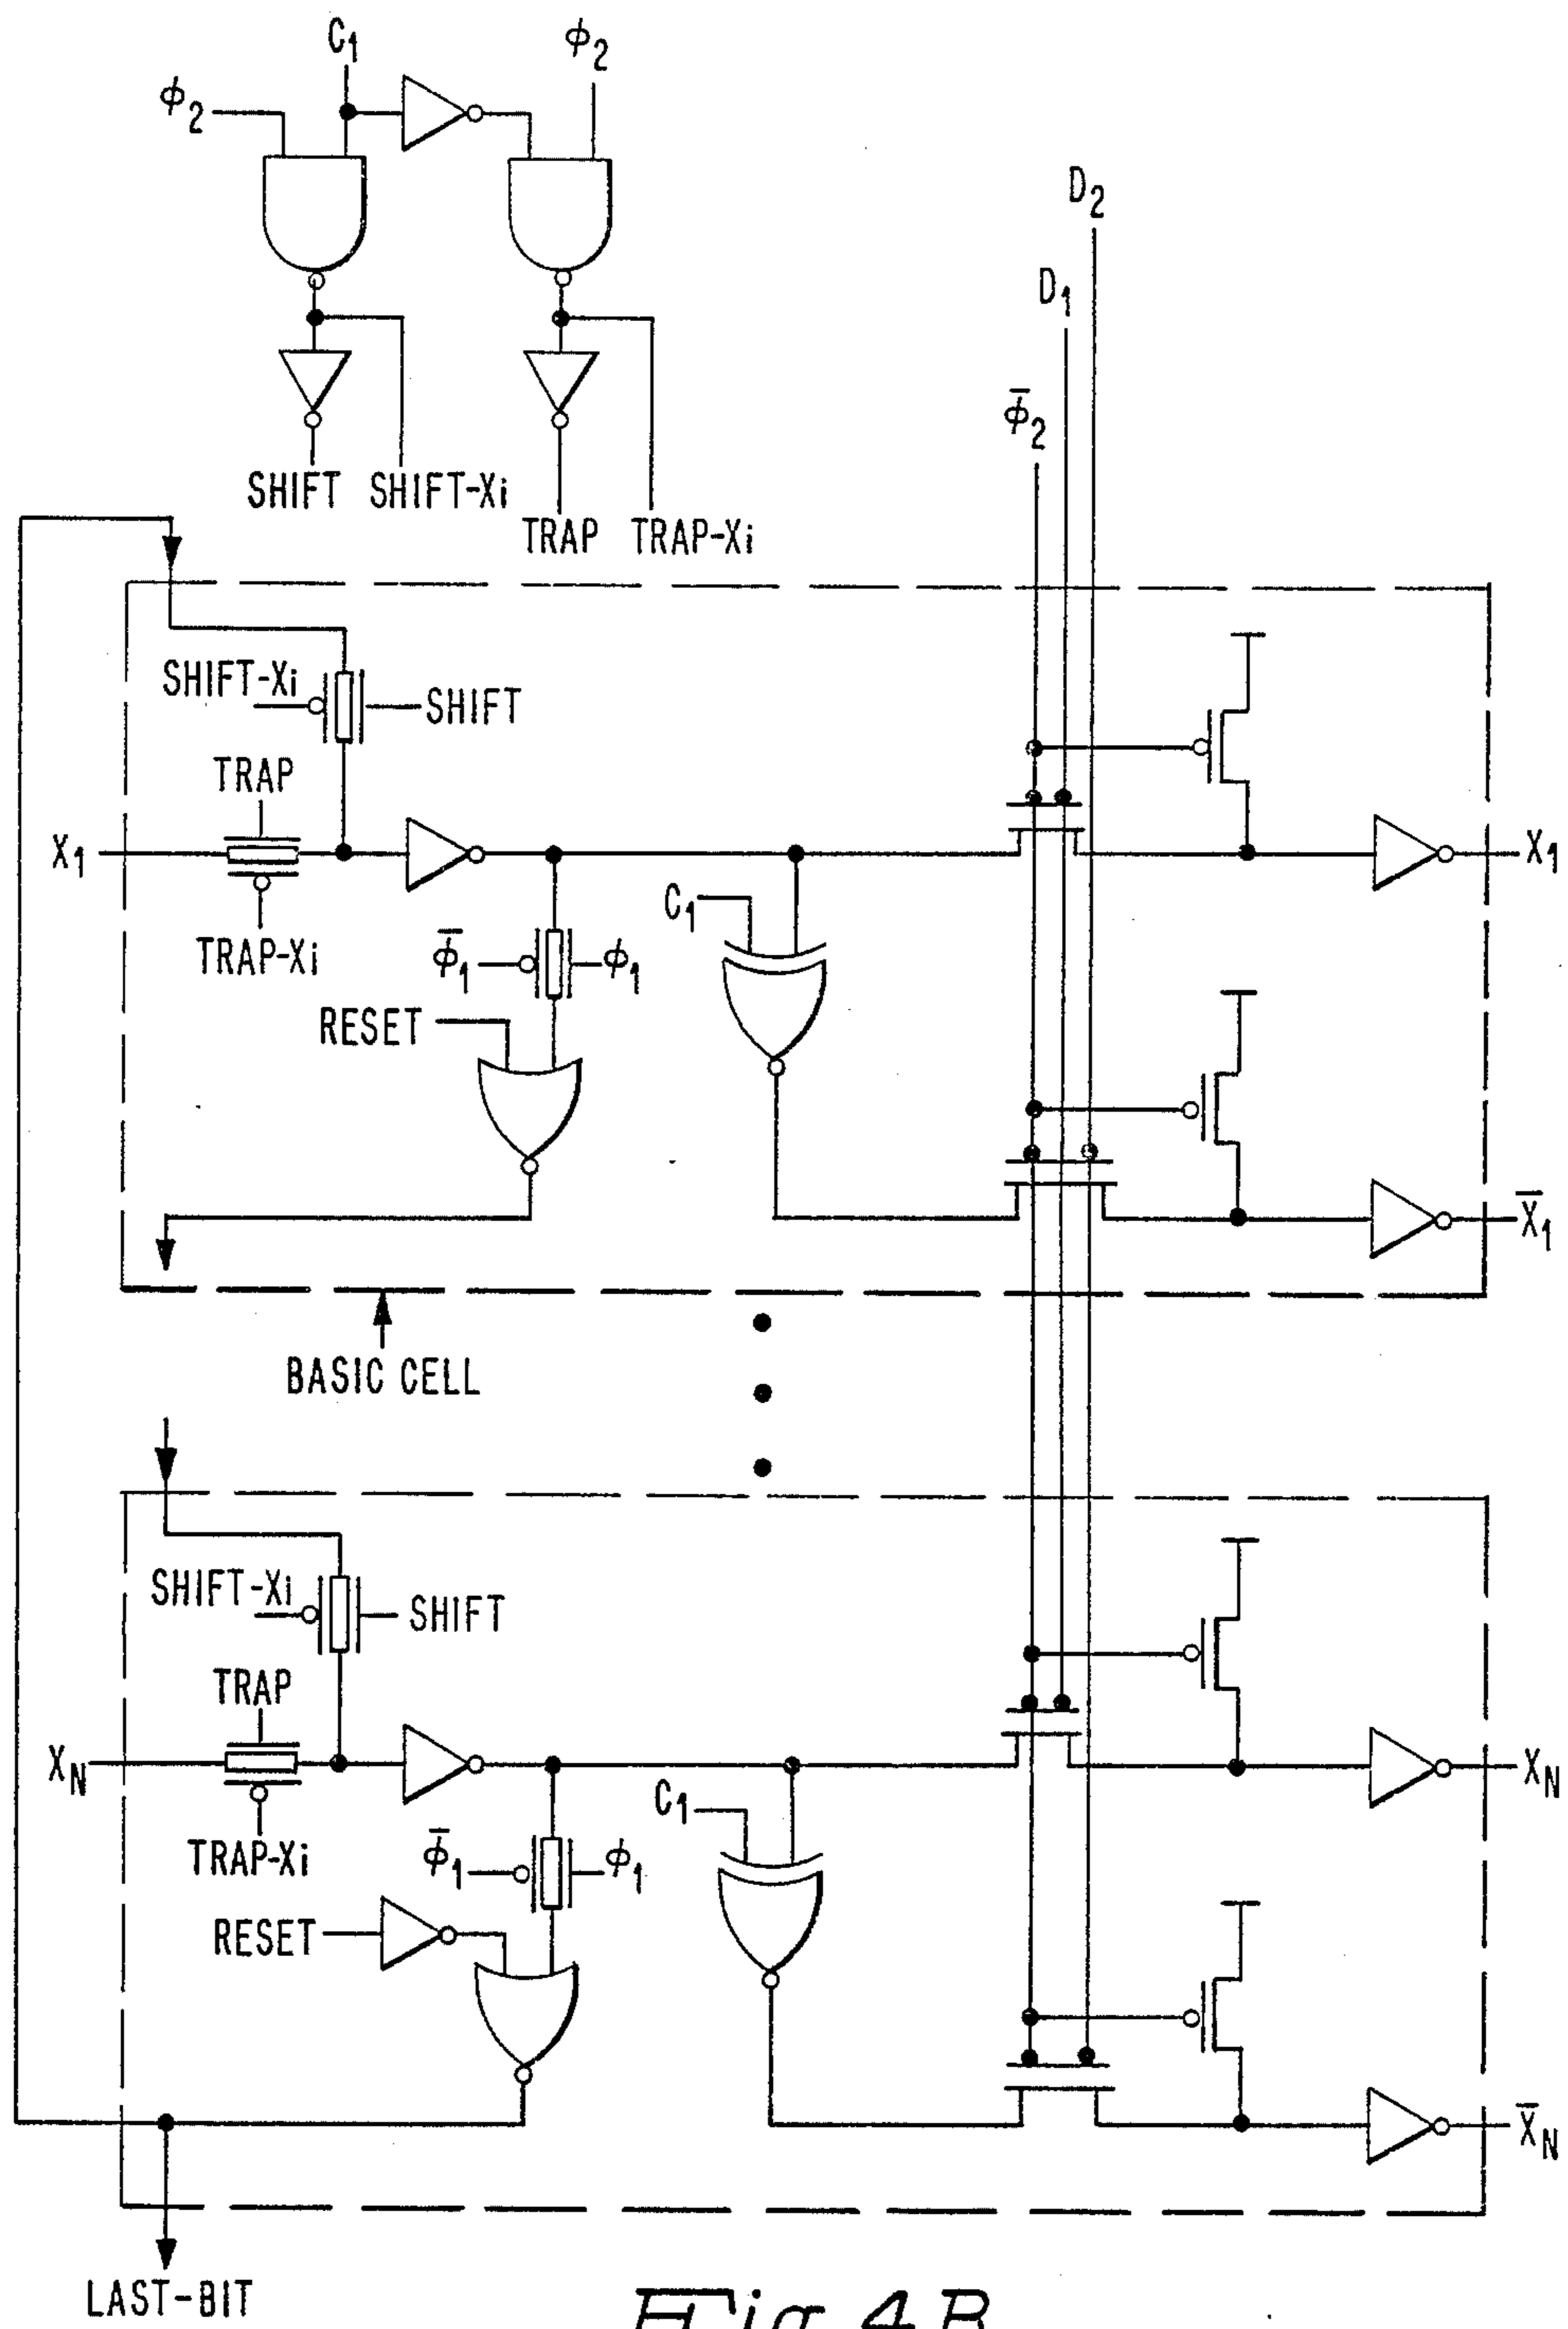 C1
ϕ2
ϕ2
D2
D1
ϕ̄2
SHIFT SHIFT-Xi
TRAP TRAP-Xi
SHIFT-Xi
SHIFT
TRAP
X1
X1
C1
TRAP-Xi
ϕ̄1
ϕ1
RESET
X̄1
BASIC CELL
SHIFT-Xi
SHIFT
TRAP
XN
XN
C1
TRAP-Xi
ϕ̄1
ϕ1
RESET
X̄N
LAST-BIT
Fig. 4B